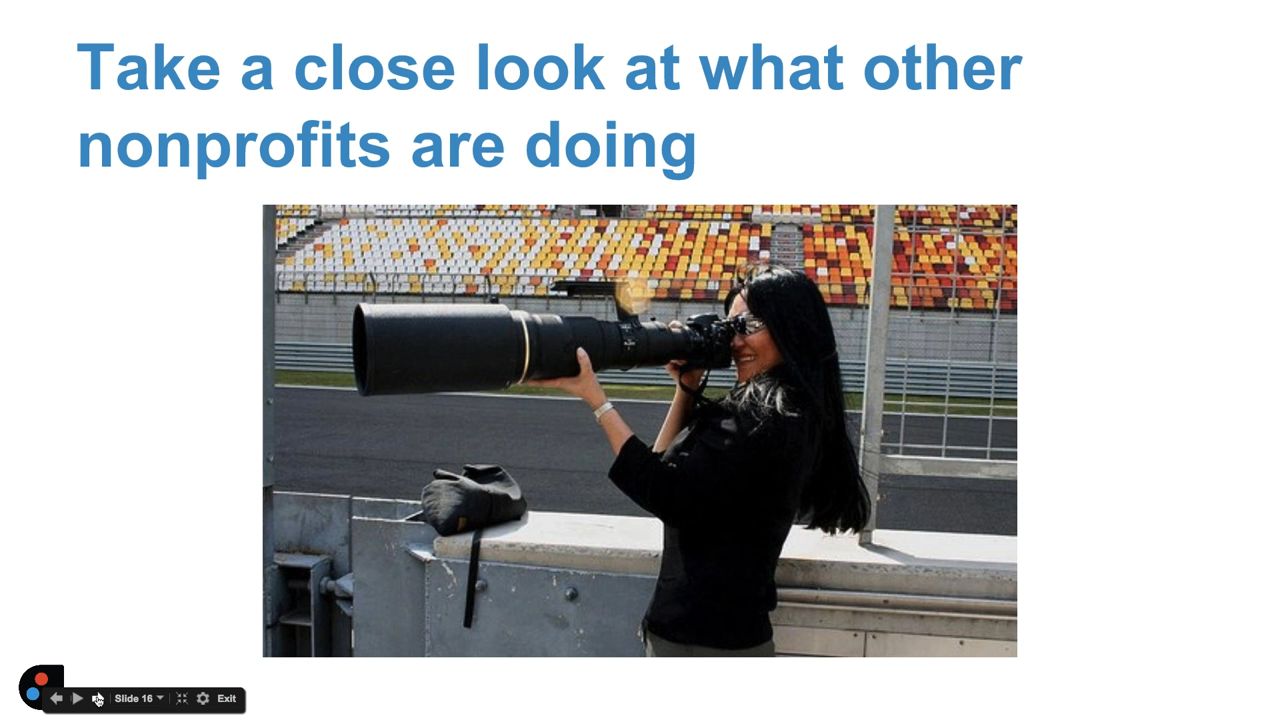 Take a close look at what other
nonprofits are doing
Slide 16
Exit